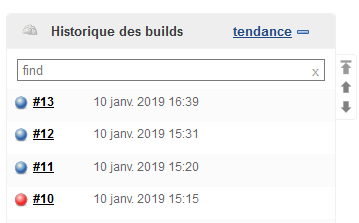 Historique des builds tendance
find x
#13 10 janv. 2019 16:39
#12 10 janv. 2019 15:31
#11 10 janv. 2019 15:20
#10 10 janv. 2019 15:15